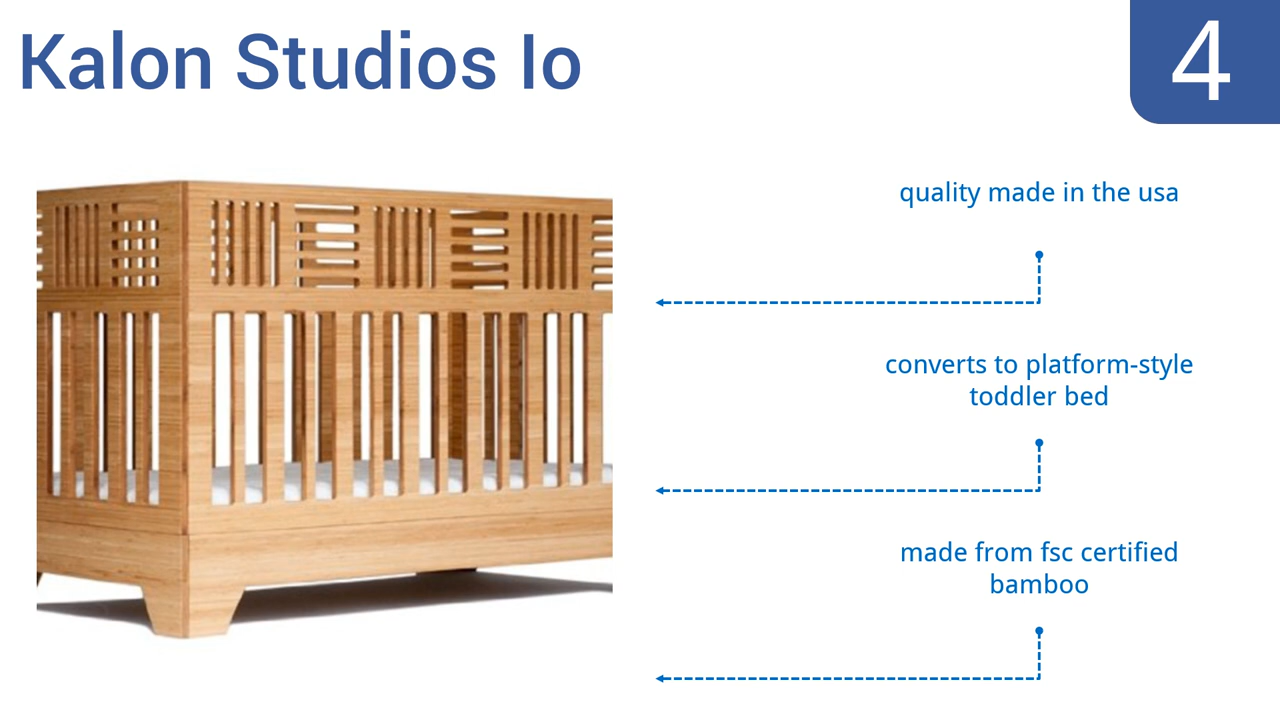 Kalon Studios Io
4
quality made in the usa
converts to platform-style
toddler bed
made from fsc certified
bamboo